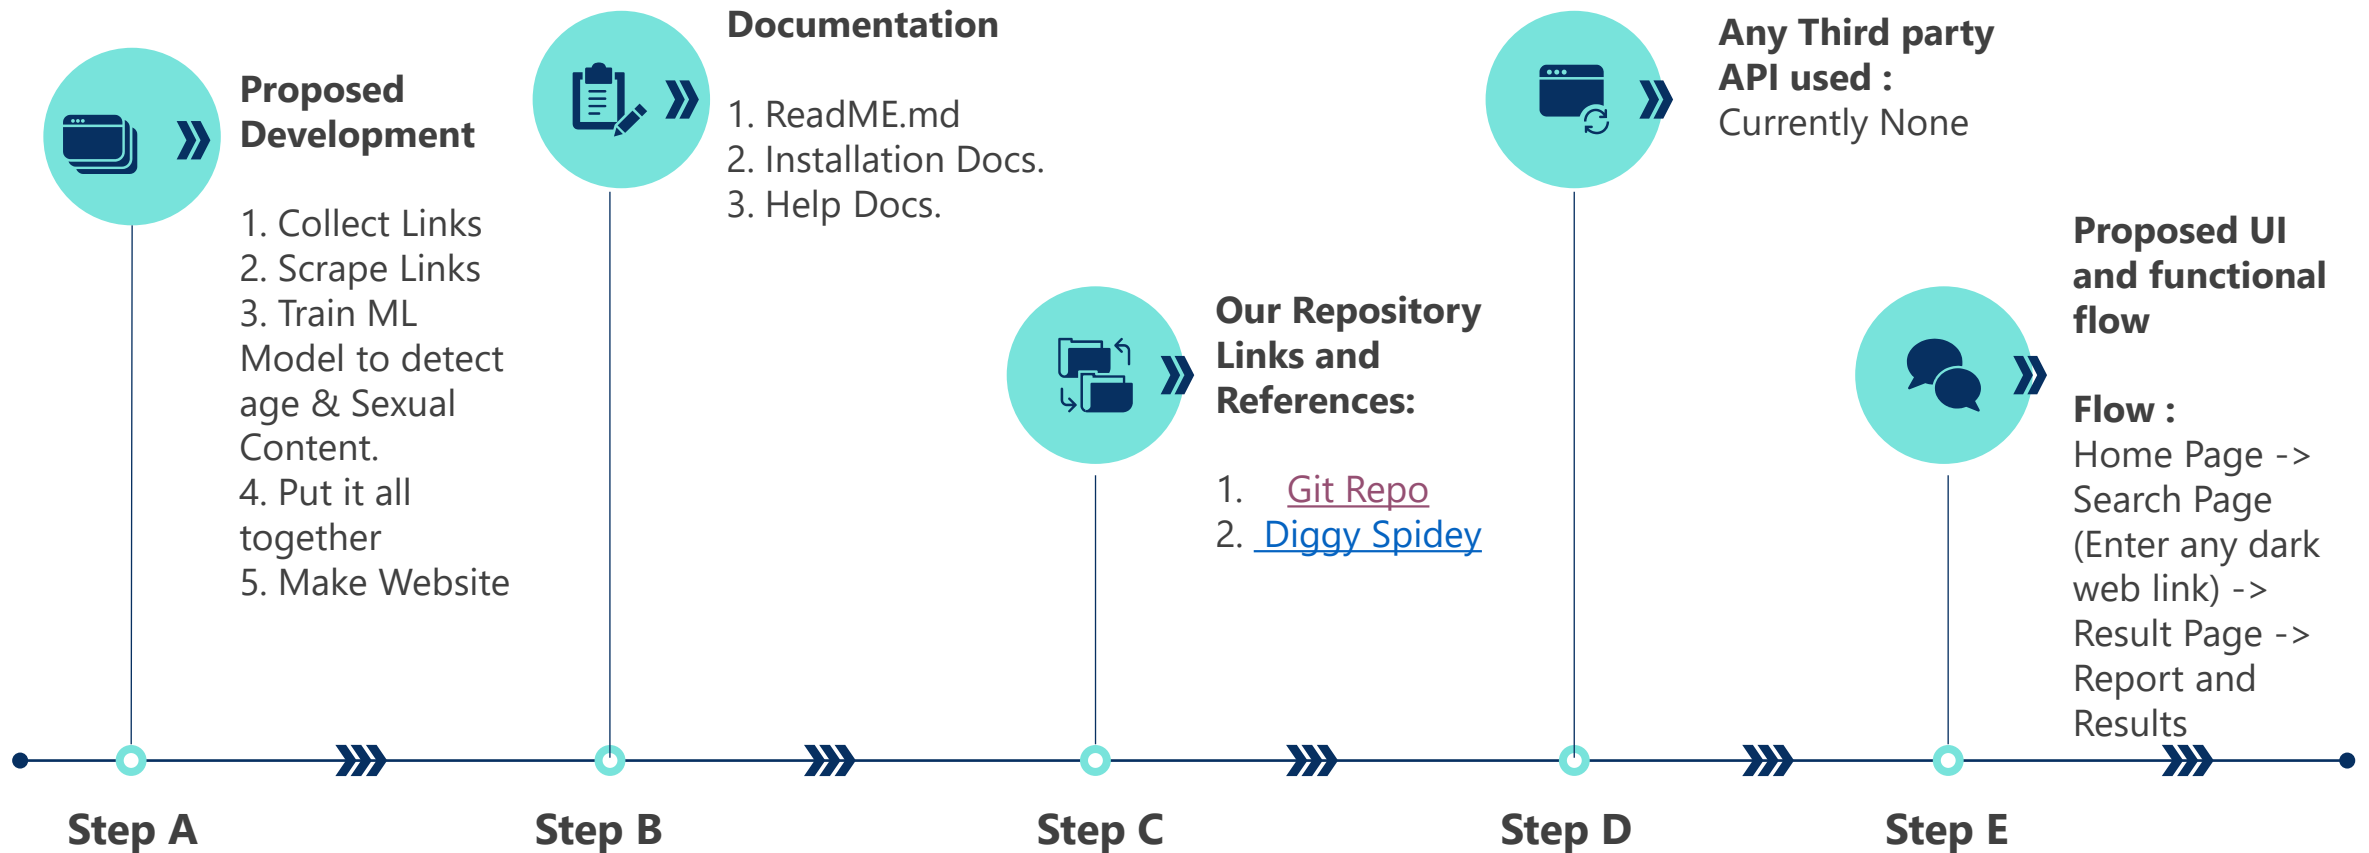 Proposed
Development
1. Collect Links
2. Scrape Links
3. Train ML
Model to detect
age & Sexual
Content.
4. Put it all
together
5. Make Website
Documentation
1. ReadME.md
2. Installation Docs.
3. Help Docs.
Our Repository
Links and
References:
1. Git Repo
2. Diggy Spidey
Any Third party
API used :
Currently None
Proposed UI
and functional
flow
Flow :
Home Page ->
Search Page
(Enter any dark
web link) ->
Result Page ->
Report and
Results
Step A
Step B
Step C
Step D
Step E